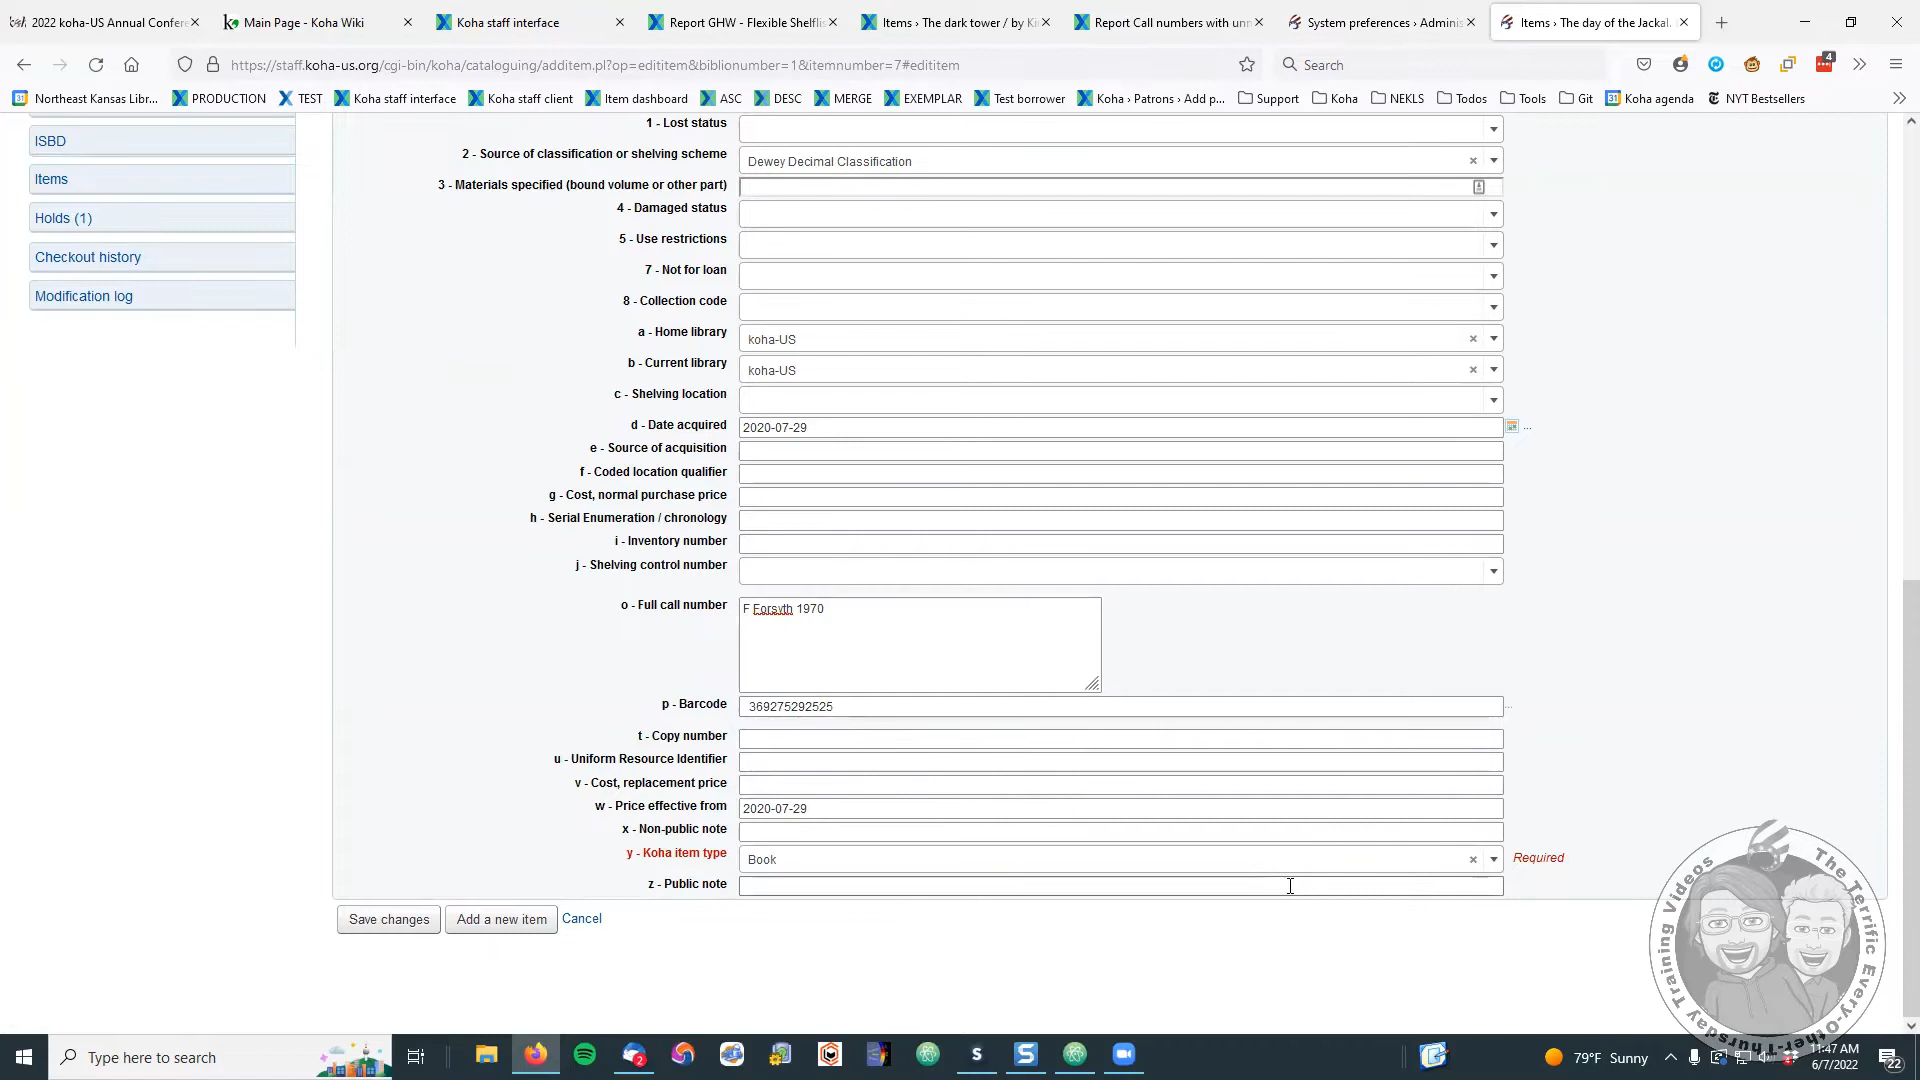 2022 koha-US Annual Confere
Main Page - Koha Wiki
Koha staff interface
Report GHW - Flexible Shelflis
Items › The dark tower / by Kin
Report Call numbers with unn
System preferences › Adminis
Items › The day of the Jackal.
https://staff.koha-us.org/cgi-bin/koha/cataloguing/additem.pl?op=edititem&biblionumber=1&itemnumber=7#edititem
Search
4
Northeast Kansas Libr...
PRODUCTION
TEST
Koha staff interface
Koha staff client
Item dashboard
ASC
DESC
MERGE
EXEMPLAR
Test borrower
Koha › Patrons › Add p...
Support
Koha
NEKLS
Todos
Tools
Git
Koha agenda
NYT Bestsellers
ISBD
Items
Holds (1)
Checkout history
Modification log
1 - Lost status
2 - Source of classification or shelving scheme Dewey Decimal Classification
3 - Materials specified (bound volume or other part)
4 - Damaged status
5 - Use restrictions
7 - Not for loan
8 - Collection code
a - Home library koha-US
b - Current library koha-US
c - Shelving location
d - Date acquired 2020-07-29 ...
e - Source of acquisition
f - Coded location qualifier
g - Cost, normal purchase price
h - Serial Enumeration / chronology
i - Inventory number
j - Shelving control number
o - Full call number F Forsyth 1970
p - Barcode 369275292525 ...
t - Copy number
u - Uniform Resource Identifier
v - Cost, replacement price
w - Price effective from 2020-07-29
x - Non-public note
y - Koha item type Book Required
z - Public note
Save changes
Add a new item
Cancel
The Terrific Every-Other-Thursday Training Videos
Type here to search
2
S
S
79°F Sunny
11:47 AM
6/7/2022
22